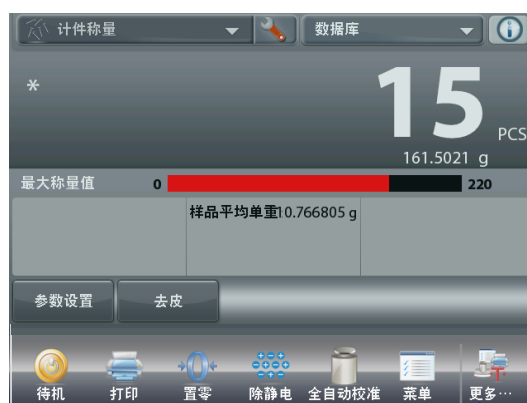 计件称量 数据库
*
15 PCS
161.5021 g
最大称量值 0 220
样品平均单重10.766805 g
参数设置 去皮
待机 打印 置零 除静电 全自动校准 菜单 更多…